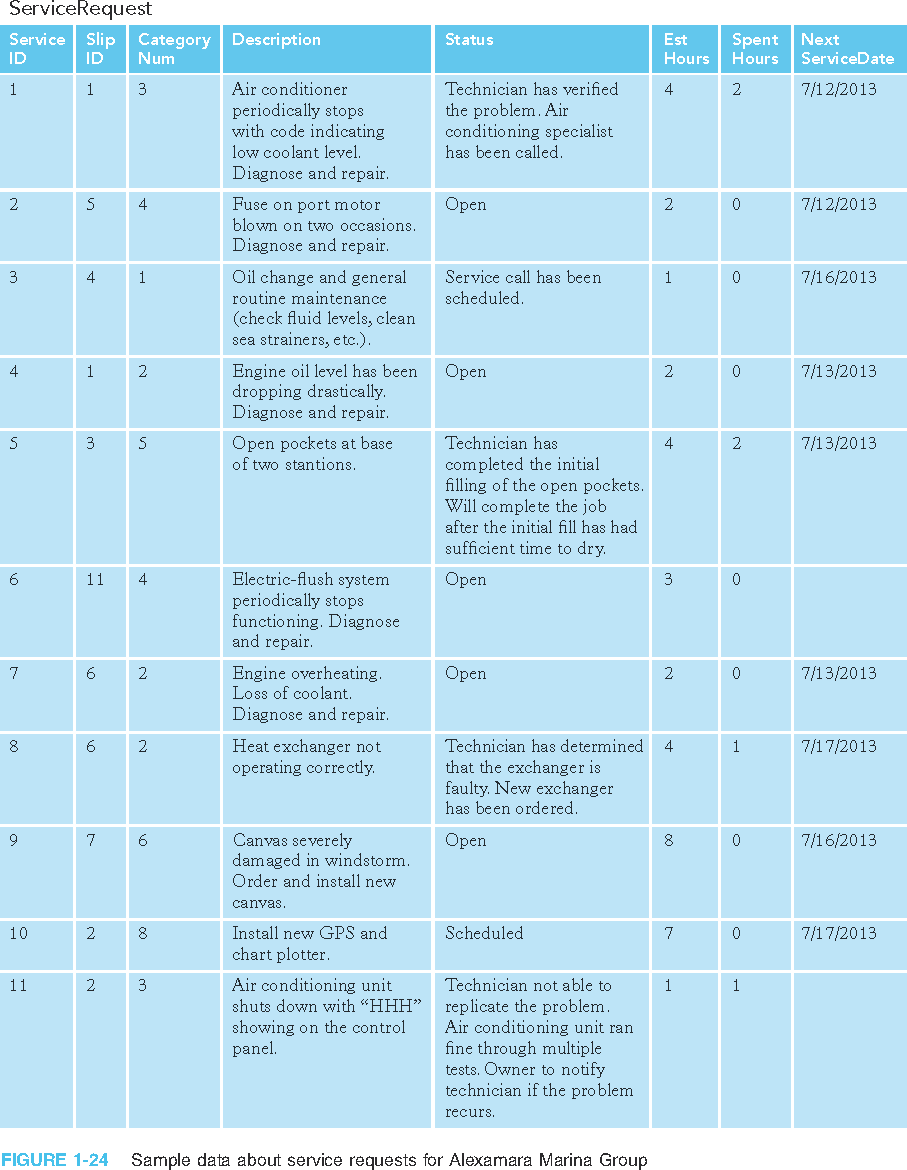 ServiceRequest
Service ID Slip ID Category Num Description Status Est Hours Spent Hours Next ServiceDate
1 1 3 Air conditioner Technician has verified 4 2 7/12/2013
periodically stops the problem. Air
with code indicating conditioning specialist
low coolant level. has been called.
Diagnose and repair.
2 5 4 Fuse on port motor Open 2 0 7/12/2013
blown on two occasions.
Diagnose and repair.
3 4 1 Oil change and general Service call has been 1 0 7/16/2013
routine maintenance scheduled.
(check fluid levels, clean
sea strainers, etc.).
4 1 2 Engine oil level has been Open 2 0 7/13/2013
dropping drastically.
Diagnose and repair.
5 3 5 Open pockets at base Technician has 4 2 7/13/2013
of two stantions. completed the initial
filling of the open pockets.
Will complete the job
after the initial fill has had
sufficient time to dry.
6 11 4 Electric-flush system Open 3 0
periodically stops
functioning. Diagnose
and repair.
7 6 2 Engine overheating. Open 2 0 7/13/2013
Loss of coolant.
Diagnose and repair.
8 6 2 Heat exchanger not Technician has determined 4 1 7/17/2013
operating correctly. that the exchanger is
faulty. New exchanger
has been ordered.
9 7 6 Canvas severely Open 8 0 7/16/2013
damaged in windstorm.
Order and install new
canvas.
10 2 8 Install new GPS and Scheduled 7 0 7/17/2013
chart plotter.
11 2 3 Air conditioning unit Technician not able to 1 1
shuts down with “HHH” replicate the problem.
showing on the control Air conditioning unit ran
panel. fine through multiple
tests. Owner to notify
technician if the problem
recurs.
FIGURE 1-24 Sample data about service requests for Alexamara Marina Group